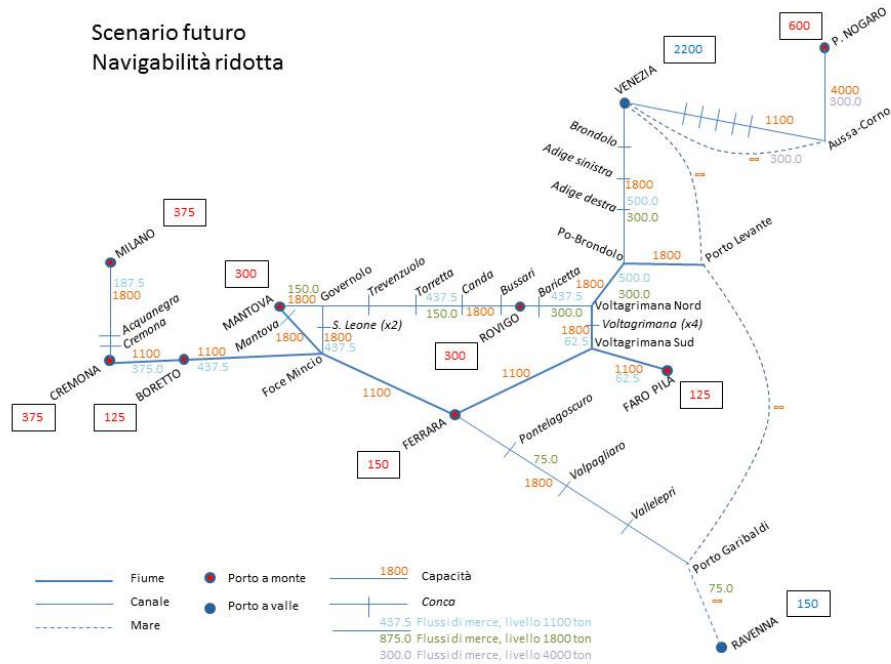 Scenario futuro
Navigabilità ridotta
600
P. NOGARO
2200
VENEZIA
4000
300.0
1100
Aussa-Corno
∞
300.0
Brondolo
Adige sinistra
1800
Adige destra
500.0
300.0
∞
375
MILANO
Po-Brondolo
1800
Porto Levante
187.5
1800
300
150.0
Governolo
Trevenzuolo
Torretta
Canda
Bussari
Baricetta
1800
500.0
300.0
MANTOVA
1800
437.5
150.0
1800
437.5
300.0
Voltagrimana Nord
Acquanegra
Cremona
Mantova
1800
S. Leone (x2)
1800
437.5
ROVIGO
300
1800
Voltagrimana (x4)
62.5
Voltagrimana Sud
CREMONA
1100
375.0
BORETTO
1100
437.5
Foce Mincio
1100
1100
1100
62.5
FARO PILA
125
375
125
FERRARA
150
∞
Pontelagoscuro
75.0
1800
Valpagliaro
Vallelepri
Porto Garibaldi
75.0
∞
150
RAVENNA
Fiume
Porto a monte
1800
Capacità
Canale
Porto a valle
Conca
Mare
437.5 Flussi di merce, livello 1100 ton
875.0 Flussi di merce, livello 1800 ton
300.0 Flussi di merce, livello 4000 ton